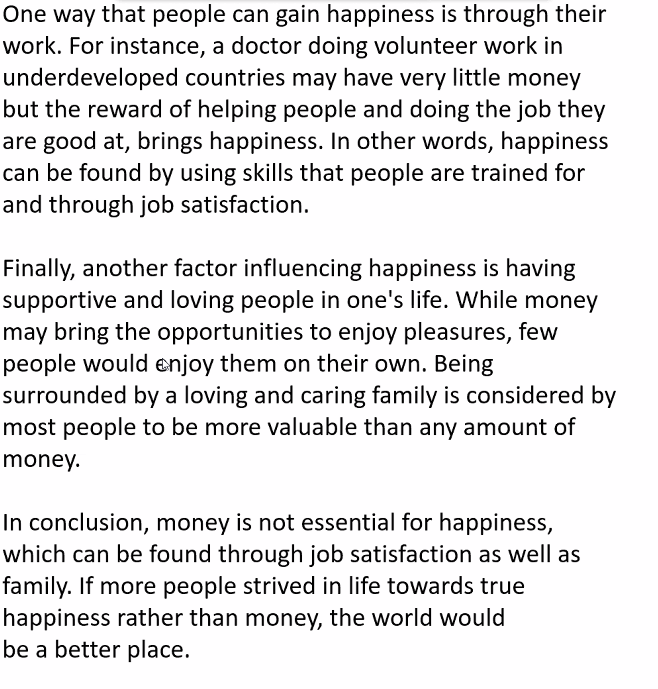 One way that people can gain happiness is through their
work. For instance, a doctor doing volunteer work in
underdeveloped countries may have very little money
but the reward of helping people and doing the job they
are good at, brings happiness. In other words, happiness
can be found by using skills that people are trained for
and through job satisfaction.
Finally, another factor influencing happiness is having
supportive and loving people in one's life. While money
may bring the opportunities to enjoy pleasures, few
people would enjoy them on their own. Being
surrounded by a loving and caring family is considered by
most people to be more valuable than any amount of
money.
In conclusion, money is not essential for happiness,
which can be found through job satisfaction as well as
family. If more people strived in life towards true
happiness rather than money, the world would
be a better place.